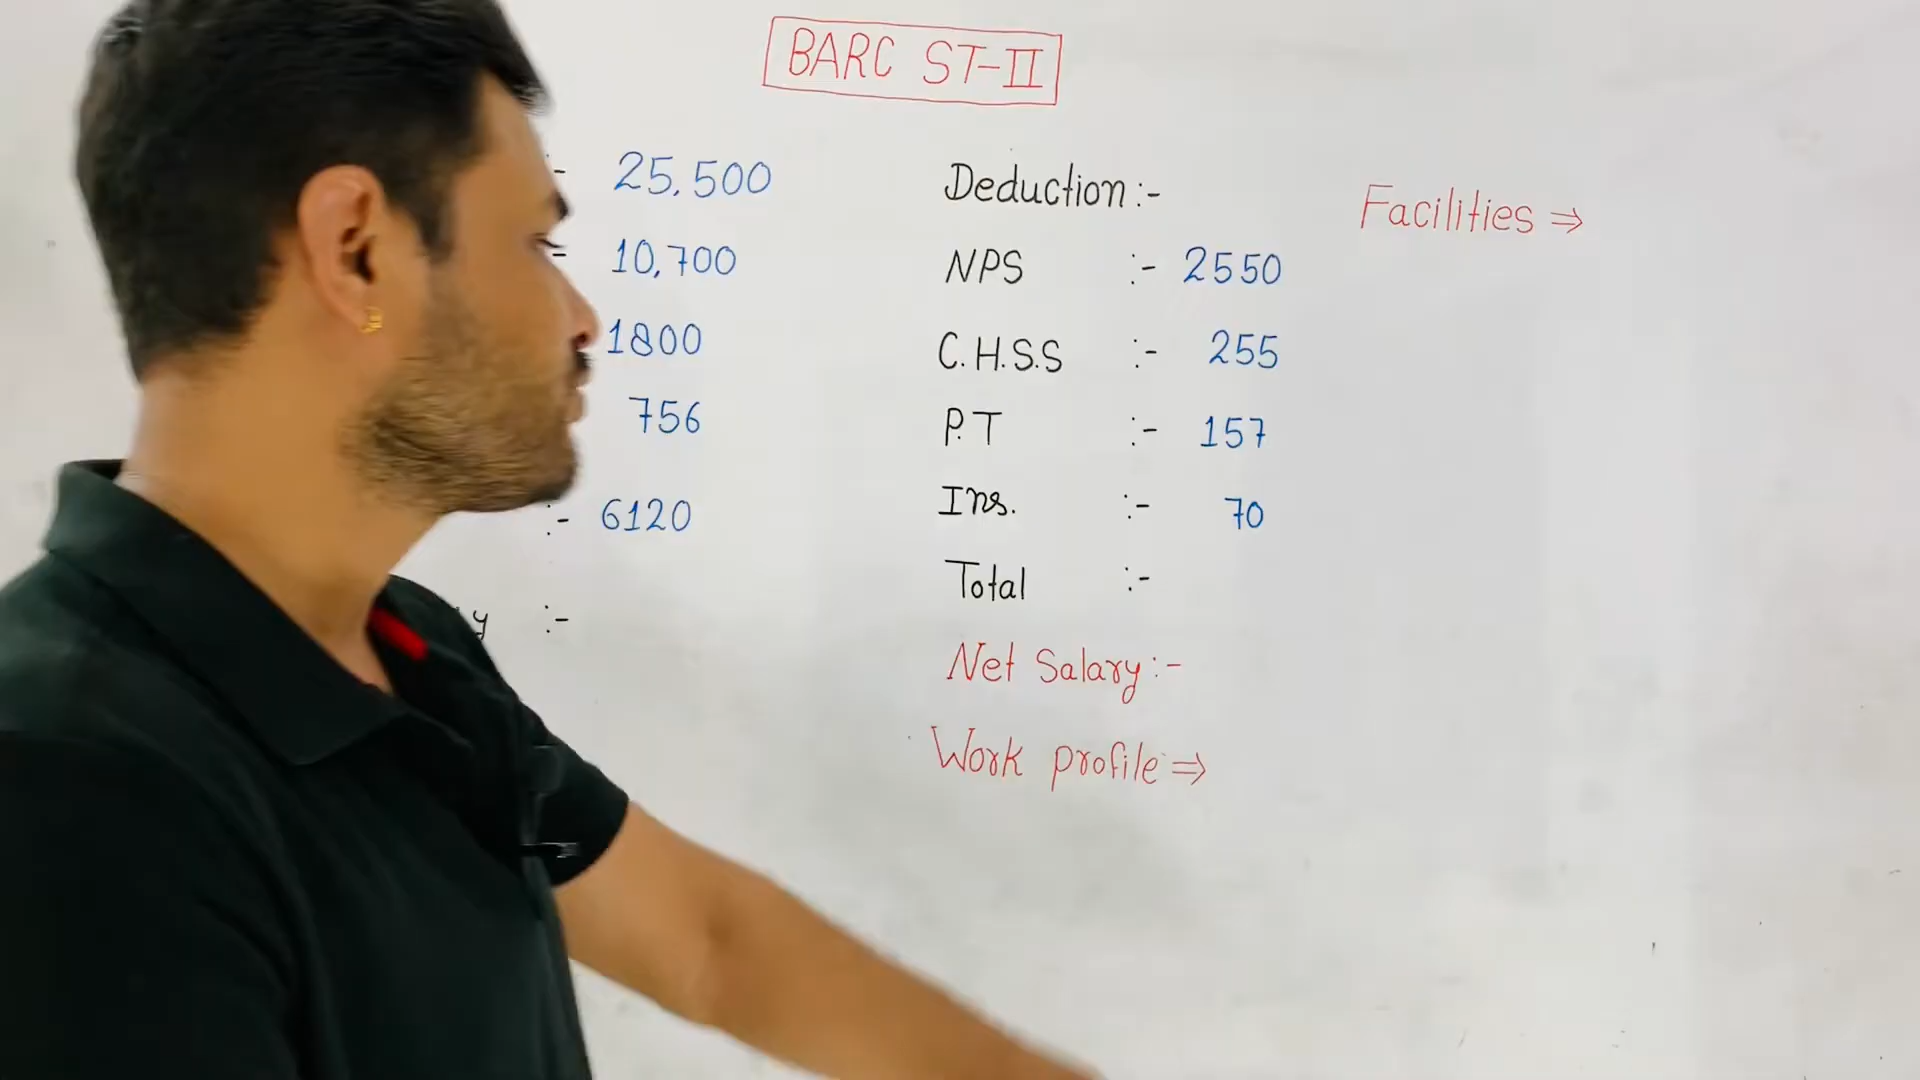 BARC ST-II
:- 25,500
= 10,700
1800
756
:- 6120
y :-
Deduction :-
NPS :- 2550
C.H.S.S :- 255
P.T :- 157
Ins. :- 70
Total :-
Net Salary :-
Work profile ⇒
Facilities ⇒